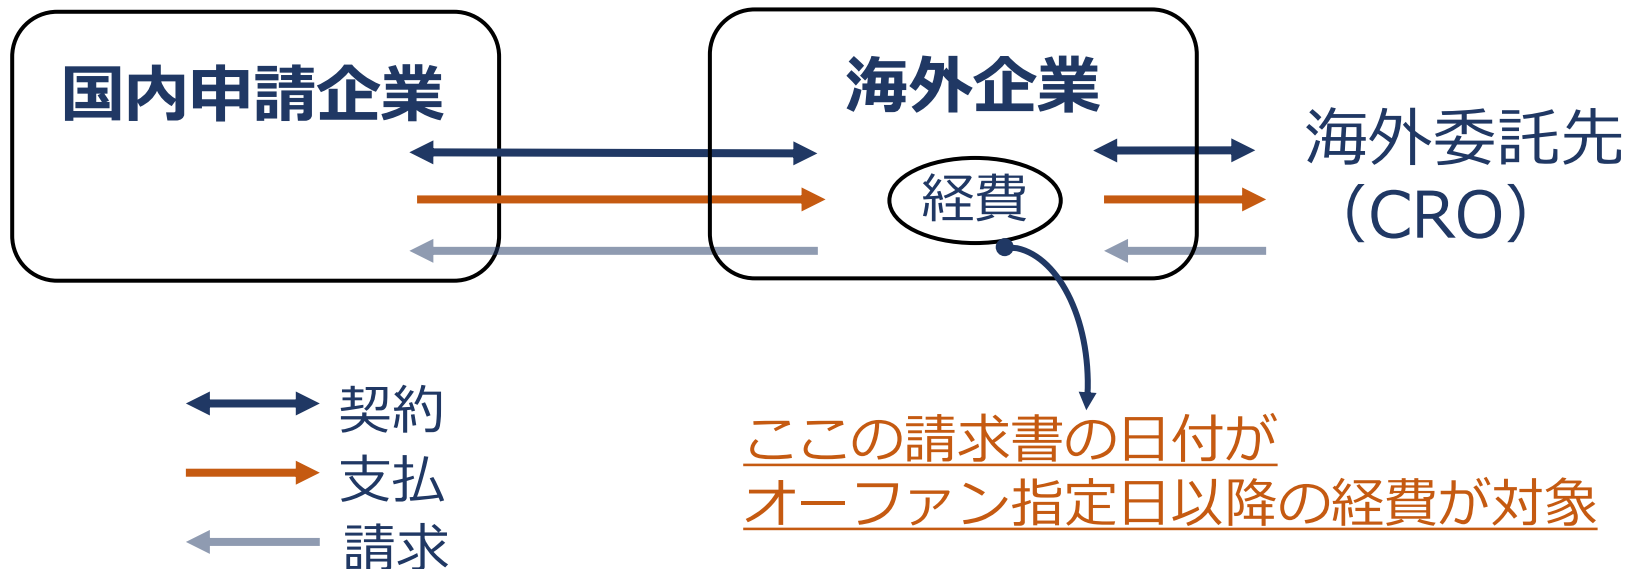 国内申請企業
海外企業
経費
海外委託先
（CRO）
契約
支払
請求
ここの請求書の日付が
オーファン指定日以降の経費が対象